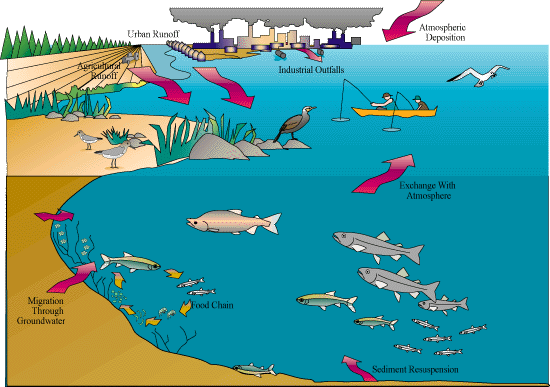 Urban Runoff
Atmospheric
Deposition
Agricultural
Runoff
Industrial Outfalls
Exchange With
Atmosphere
Migration
Through
Groundwater
Food Chain
Sediment Resuspension